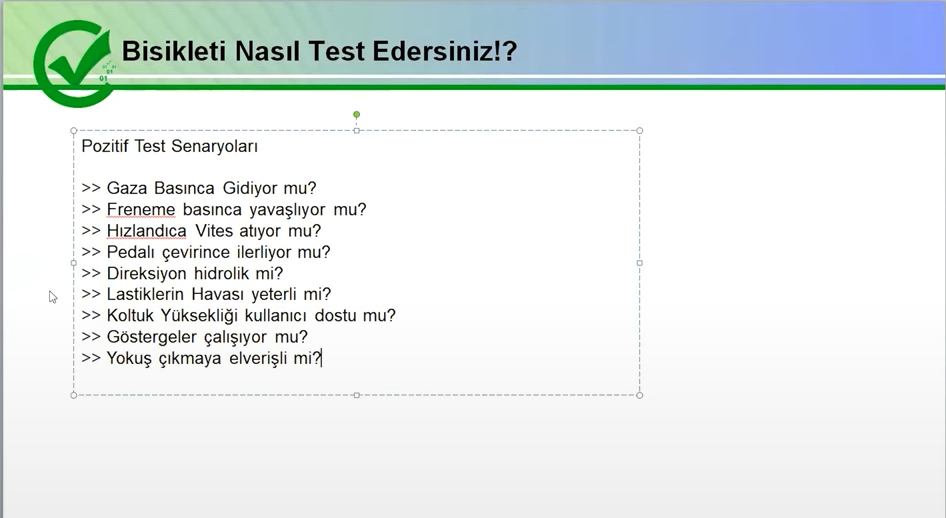 Bisikleti Nasıl Test Edersiniz!?
01
01
Pozitif Test Senaryoları
>> Gaza Basınca Gidiyor mu?
>> Freneme basınca yavaşlıyor mu?
>> Hızlandıca Vites atıyor mu?
>> Pedalı çevirince ilerliyor mu?
>> Direksiyon hidrolik mi?
>> Lastiklerin Havası yeterli mi?
>> Koltuk Yüksekliği kullanıcı dostu mu?
>> Göstergeler çalışıyor mu?
>> Yokuş çıkmaya elverişli mi?